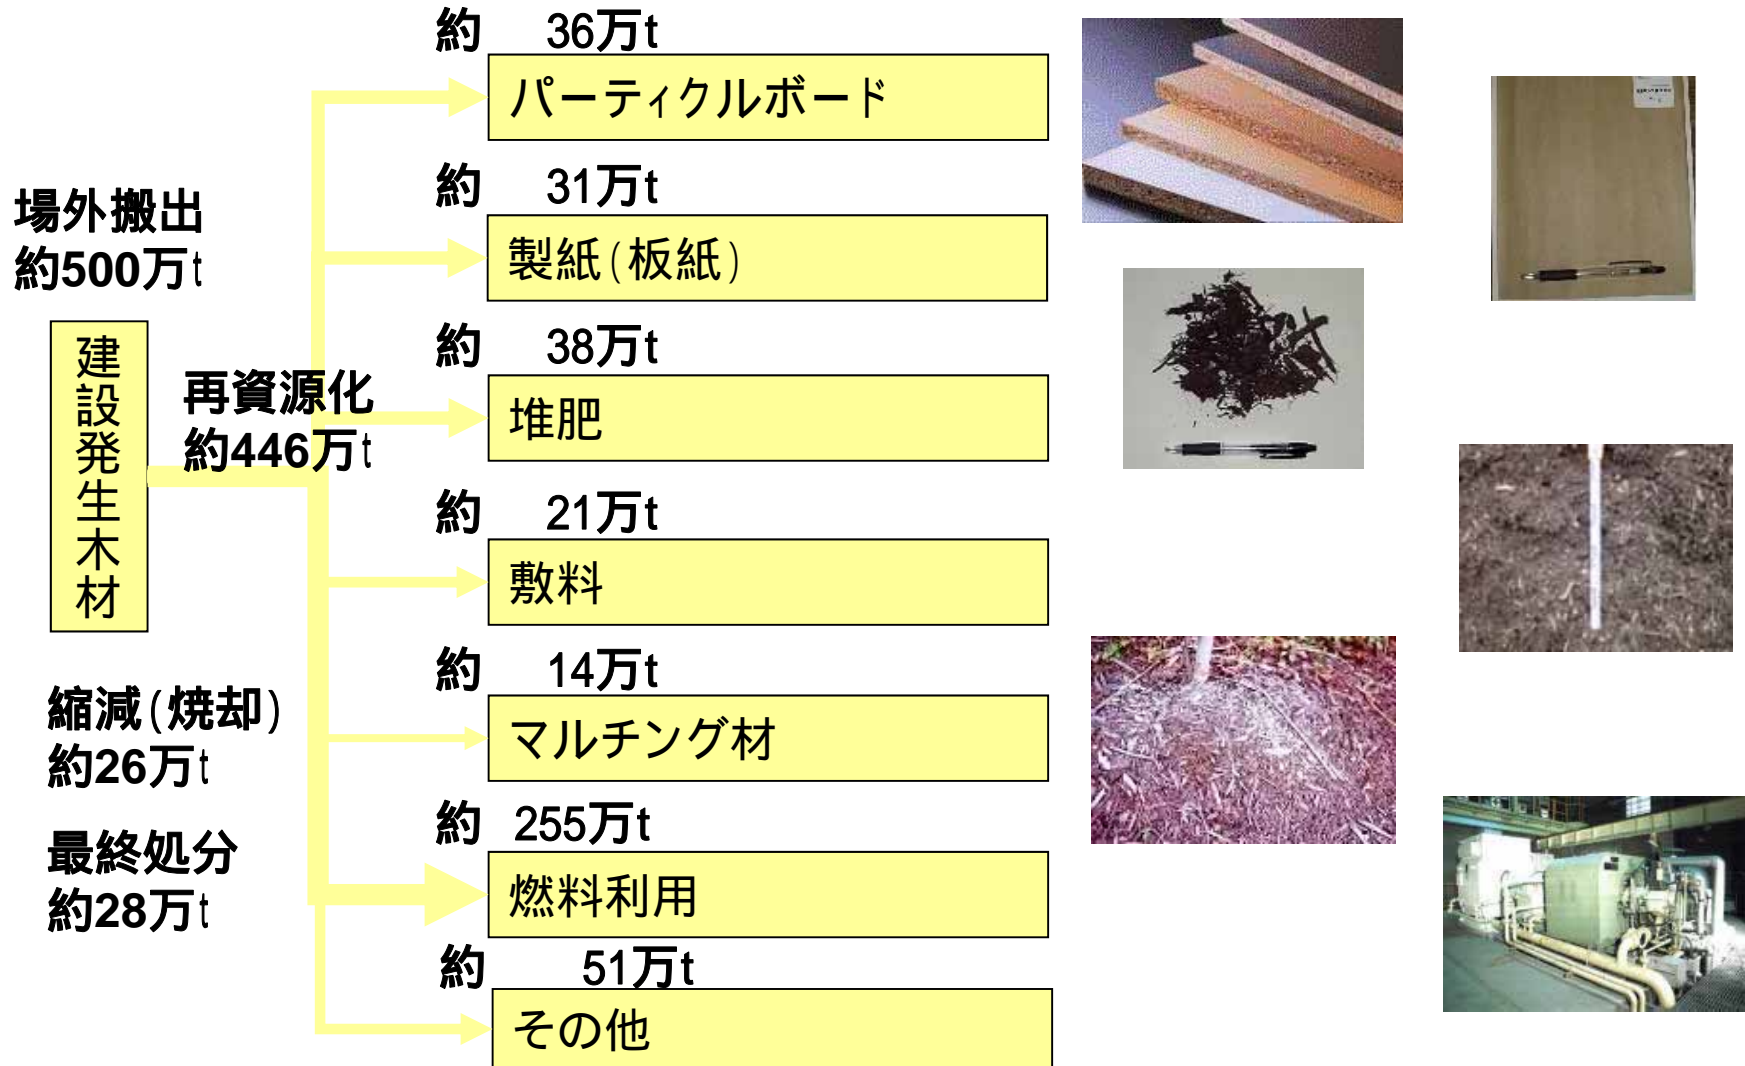 場外搬出
約500万t
建設発生木材
再資源化
約446万t
縮減(焼却)
約26万t
最終処分
約28万t
約 36万t
パーティクルボード
約 31万t
製紙(板紙)
約 38万t
堆肥
約 21万t
敷料
約 14万t
マルチング材
約 255万t
燃料利用
約 51万t
その他